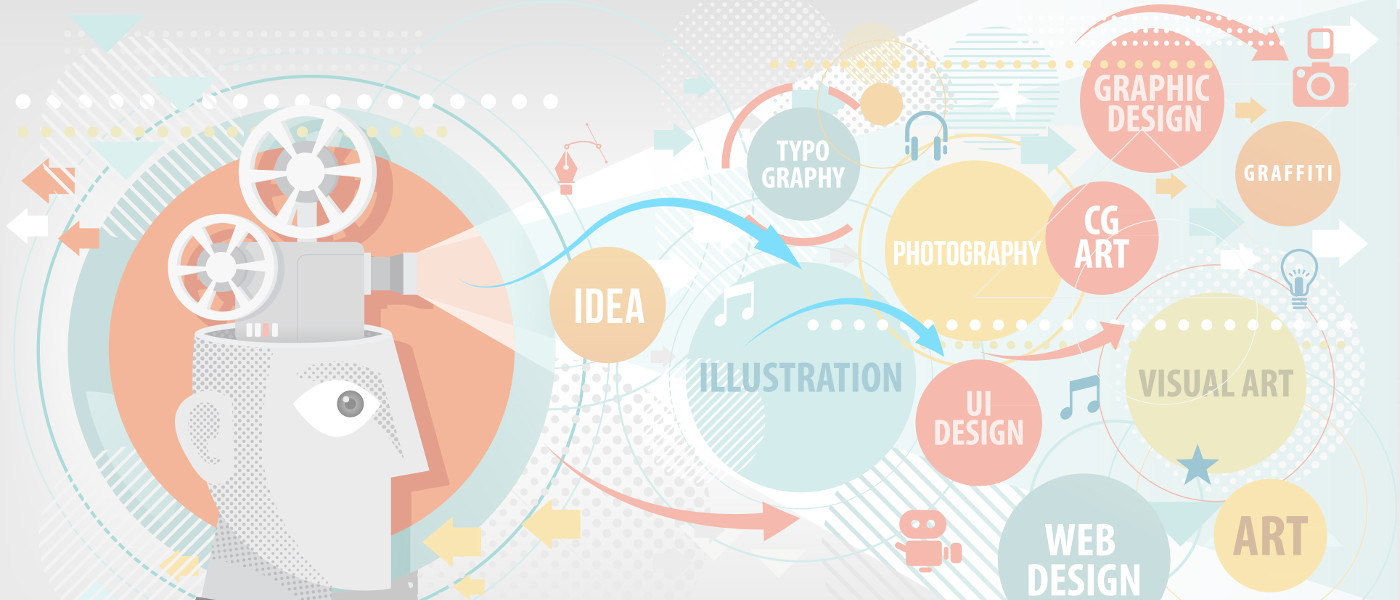 TYPO
GRAPHY
GRAPHIC
DESIGN
GRAFFITI
PHOTOGRAPHY
CG
ART
IDEA
ILLUSTRATION
UI
DESIGN
VISUAL ART
WEB
DESIGN
ART